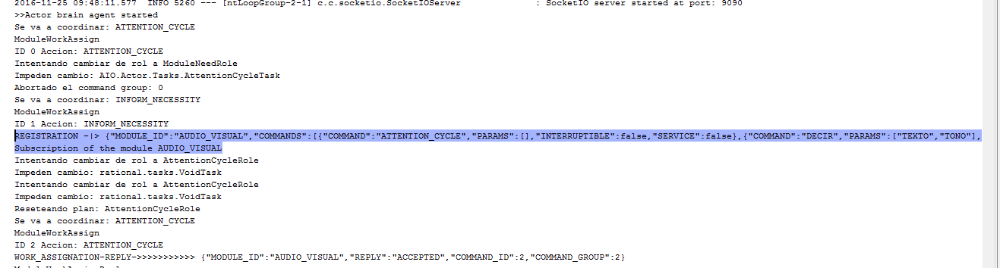 2016-11-25 09:48:11.577  INFO 5260 --- [ntLoopGroup-2-1] c.c.socketio.SocketIOServer              : SocketIO server started at port: 9090
>>Actor brain agent started
Se va a coordinar: ATTENTION_CYCLE
ModuleWorkAssign
ID 0 Accion: ATTENTION_CYCLE
Intentando cambiar de rol a ModuleNeedRole
Impeden cambio: AIO.Actor.Tasks.AttentionCycleTask
Abortado el command group: 0
Se va a coordinar: INFORM_NECESSITY
ModuleWorkAssign
ID 1 Accion: INFORM_NECESSITY
REGISTRATION -|> {"MODULE_ID":"AUDIO_VISUAL","COMMANDS":[{"COMMAND":"ATTENTION_CYCLE","PARAMS":[],"INTERRUPTIBLE":false,"SERVICE":false},{"COMMAND":"DECIR","PARAMS":["TEXTO","TONO"],
Subscription of the module AUDIO_VISUAL
Intentando cambiar de rol a AttentionCycleRole
Impeden cambio: rational.tasks.VoidTask
Intentando cambiar de rol a AttentionCycleRole
Impeden cambio: rational.tasks.VoidTask
Reseteando plan: AttentionCycleRole
Se va a coordinar: ATTENTION_CYCLE
ModuleWorkAssign
ID 2 Accion: ATTENTION_CYCLE
WORK_ASSIGNATION-REPLY->>>>>>>>>>> {"MODULE_ID":"AUDIO_VISUAL","REPLY":"ACCEPTED","COMMAND_ID":2,"COMMAND_GROUP":2}